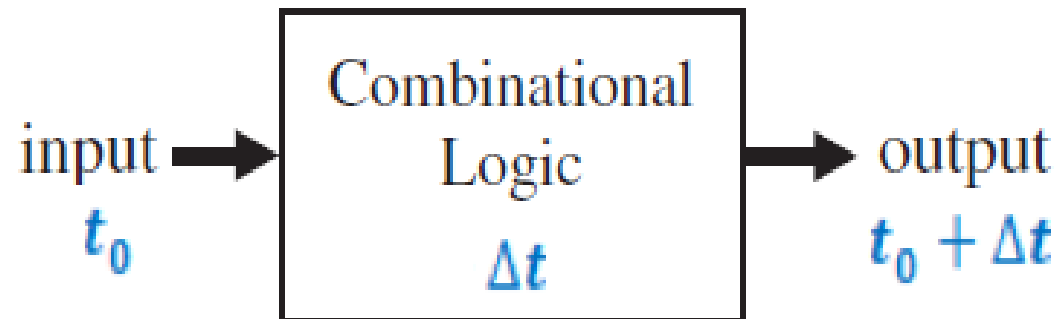 Combinational
input
Logic
output
t₀
Δt
t₀ + Δt